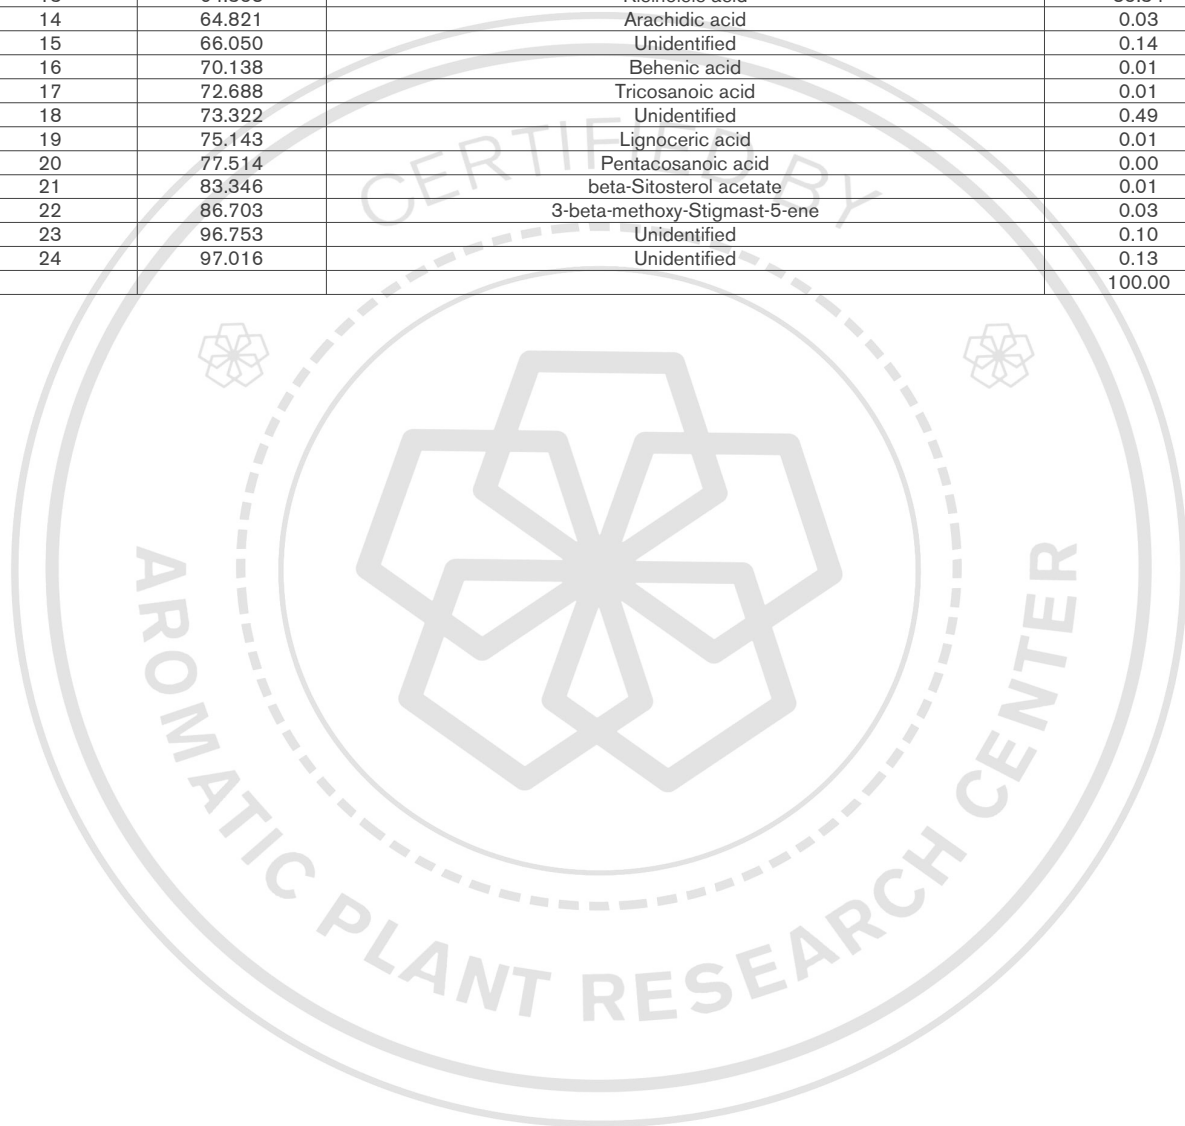 14 64.821 Arachidic acid 0.03
15 66.050 Unidentified 0.14
16 70.138 Behenic acid 0.01
17 72.688 Tricosanoic acid 0.01
18 73.322 Unidentified 0.49
19 75.143 Lignoceric acid 0.01
20 77.514 Pentacosanoic acid 0.00
21 83.346 beta-Sitosterol acetate 0.01
22 86.703 3-beta-methoxy-Stigmast-5-ene 0.03
23 96.753 Unidentified 0.10
24 97.016 Unidentified 0.13
100.00
CERTIFIED BY
AROMATIC PLANT RESEARCH CENTER